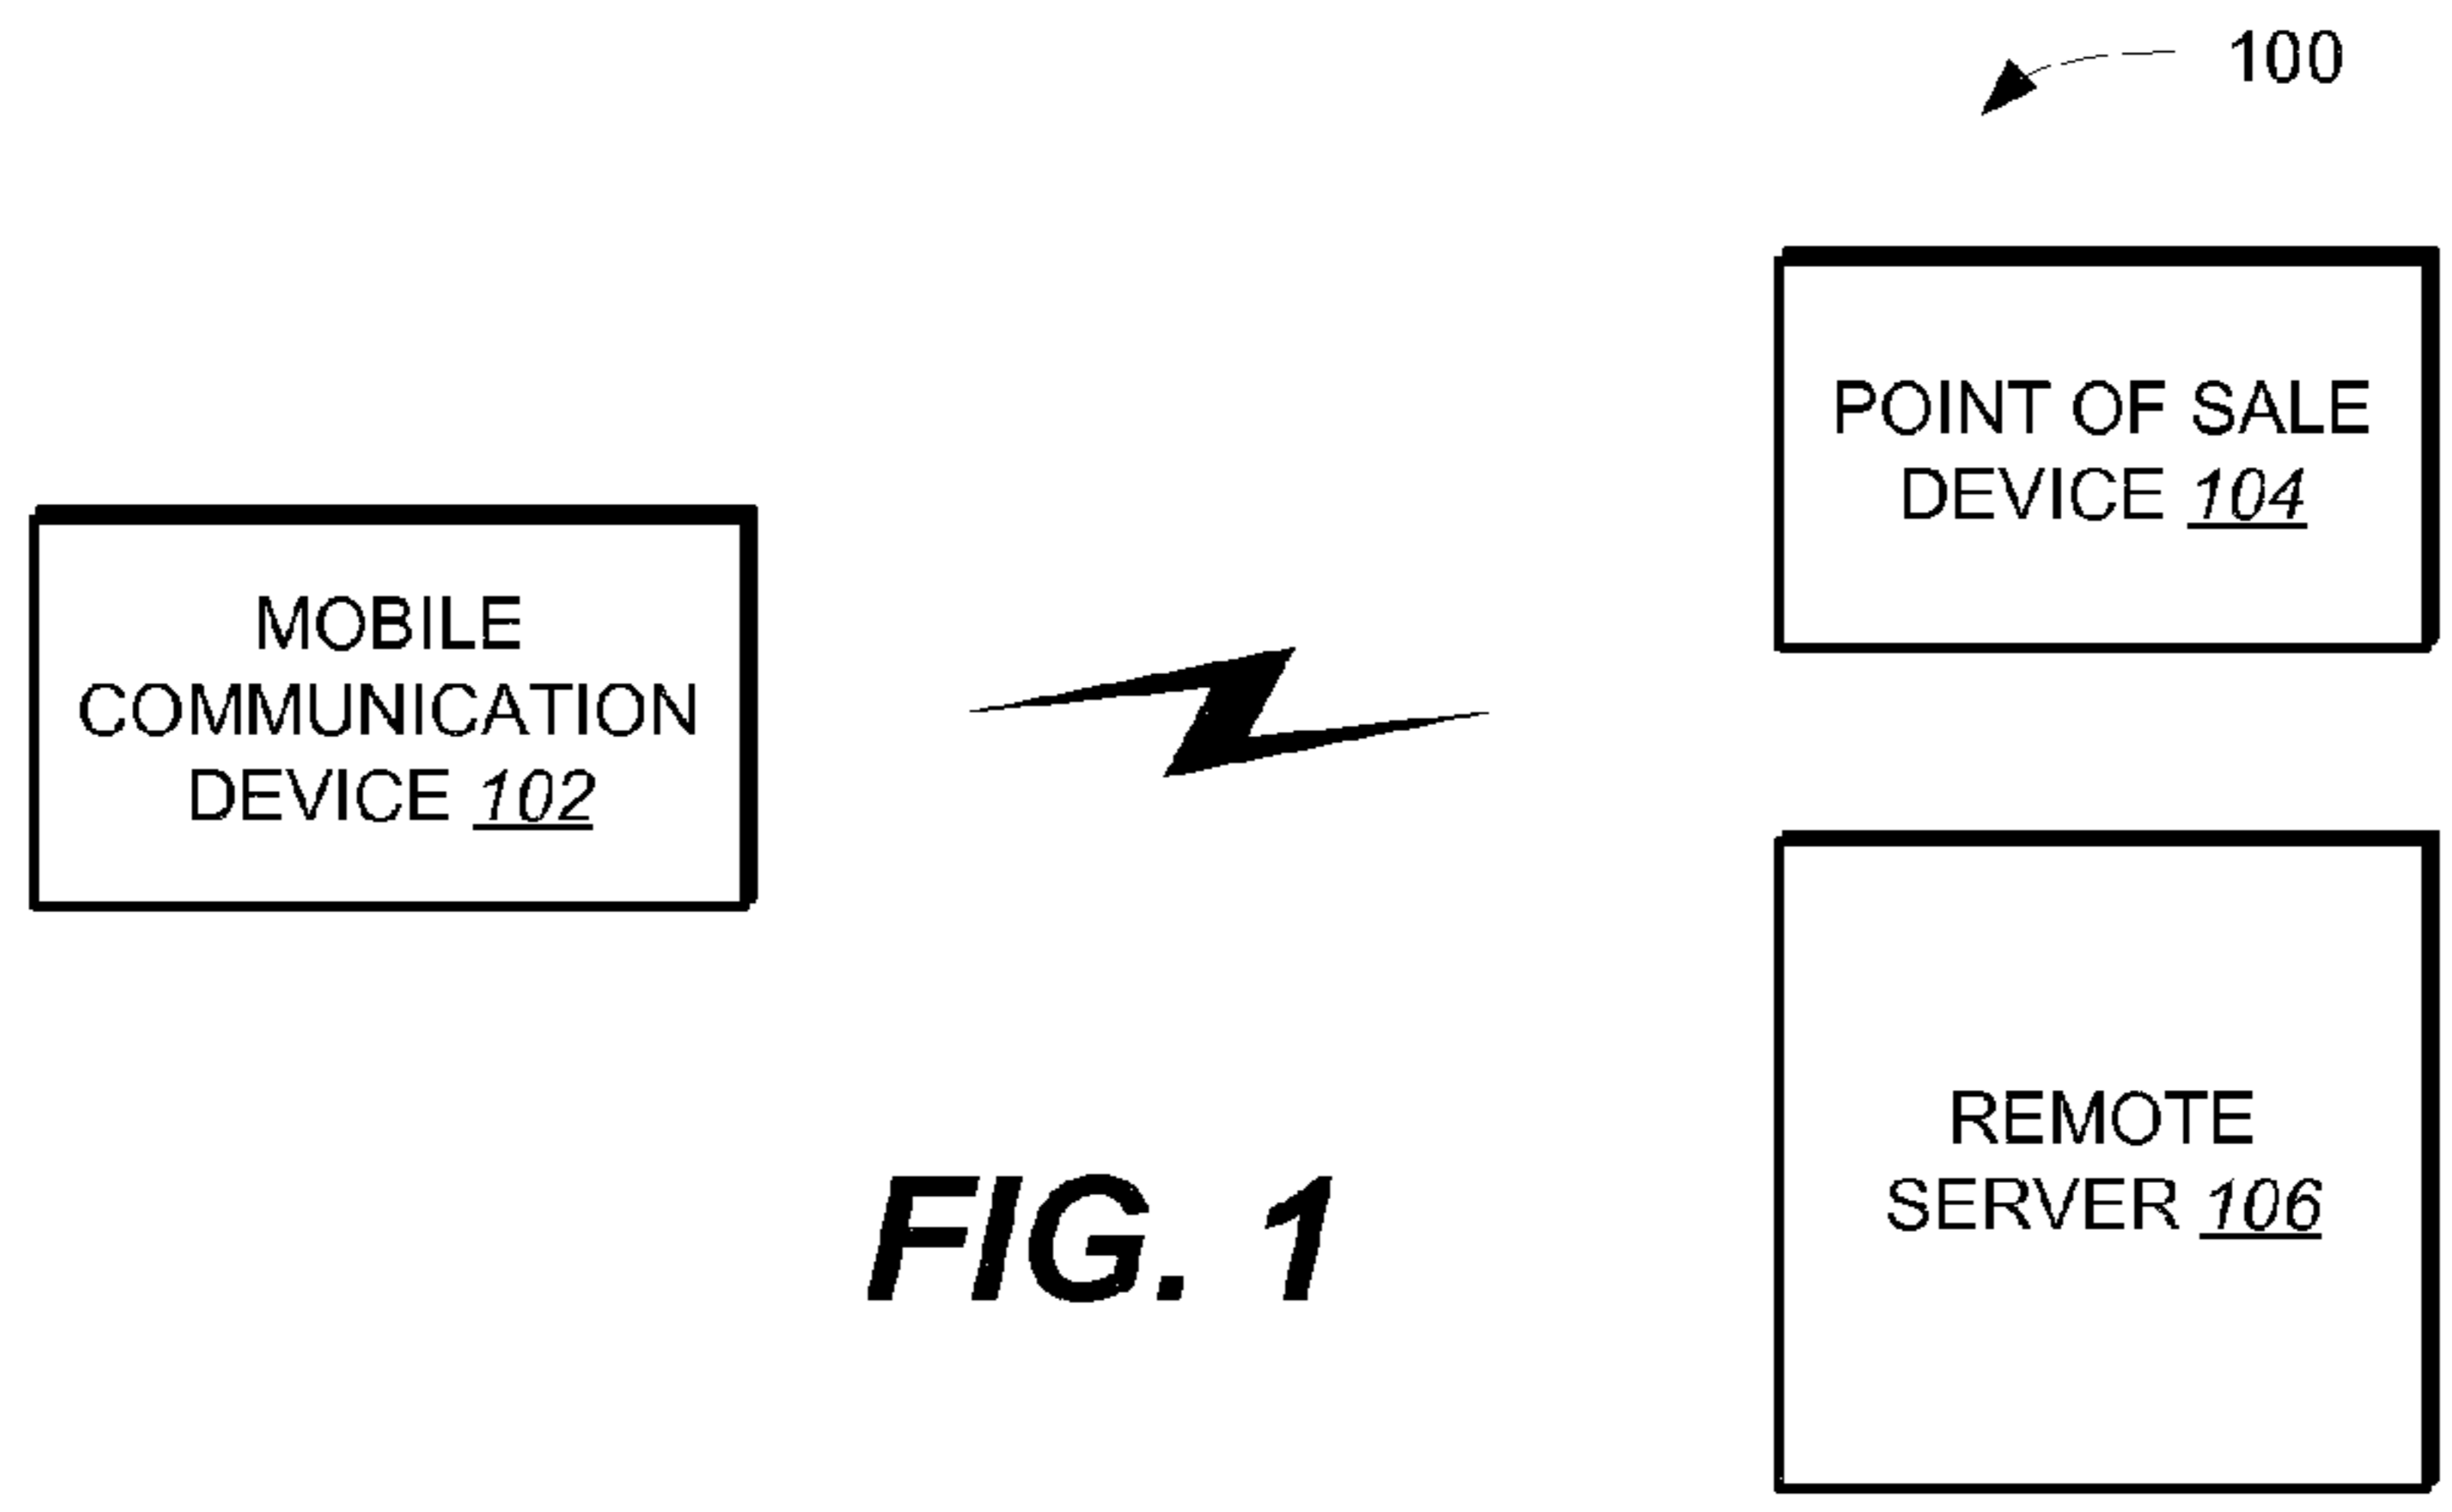 100
POINT OF SALE
DEVICE 104
MOBILE
COMMUNICATION
DEVICE 102
REMOTE
SERVER 106
FIG. 1